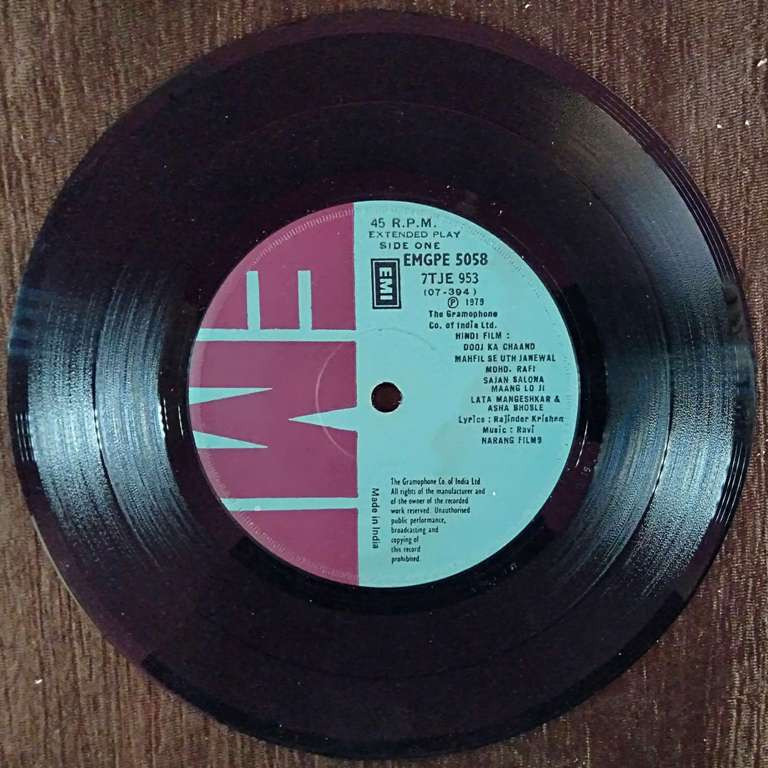 45 R.P.M.
EXTENDED PLAY
SIDE ONE
EMI
EMGPE 5058
7TJE 953
(07-394)
Ⓟ 1979
The Gramophone
Co. of India Ltd.
HINDI FILM :
DOOJ KA CHAAND
MAHFIL SE UTH JANEWAL
MOHD. RAFI
SAJAN SALONA
MAANG LO JI
LATA MANGESHKAR &
ASHA BHOSLE
Lyrics : Rajinder Krishen
Music : Ravi
NARANG FILMS
The Gramophone Co. of India Ltd
All rights of the manufacturer and
of the owner of the recorded
work reserved. Unauthorised
public performance,
broadcasting and
copying of
this record
prohibited.
Made in India
EMI